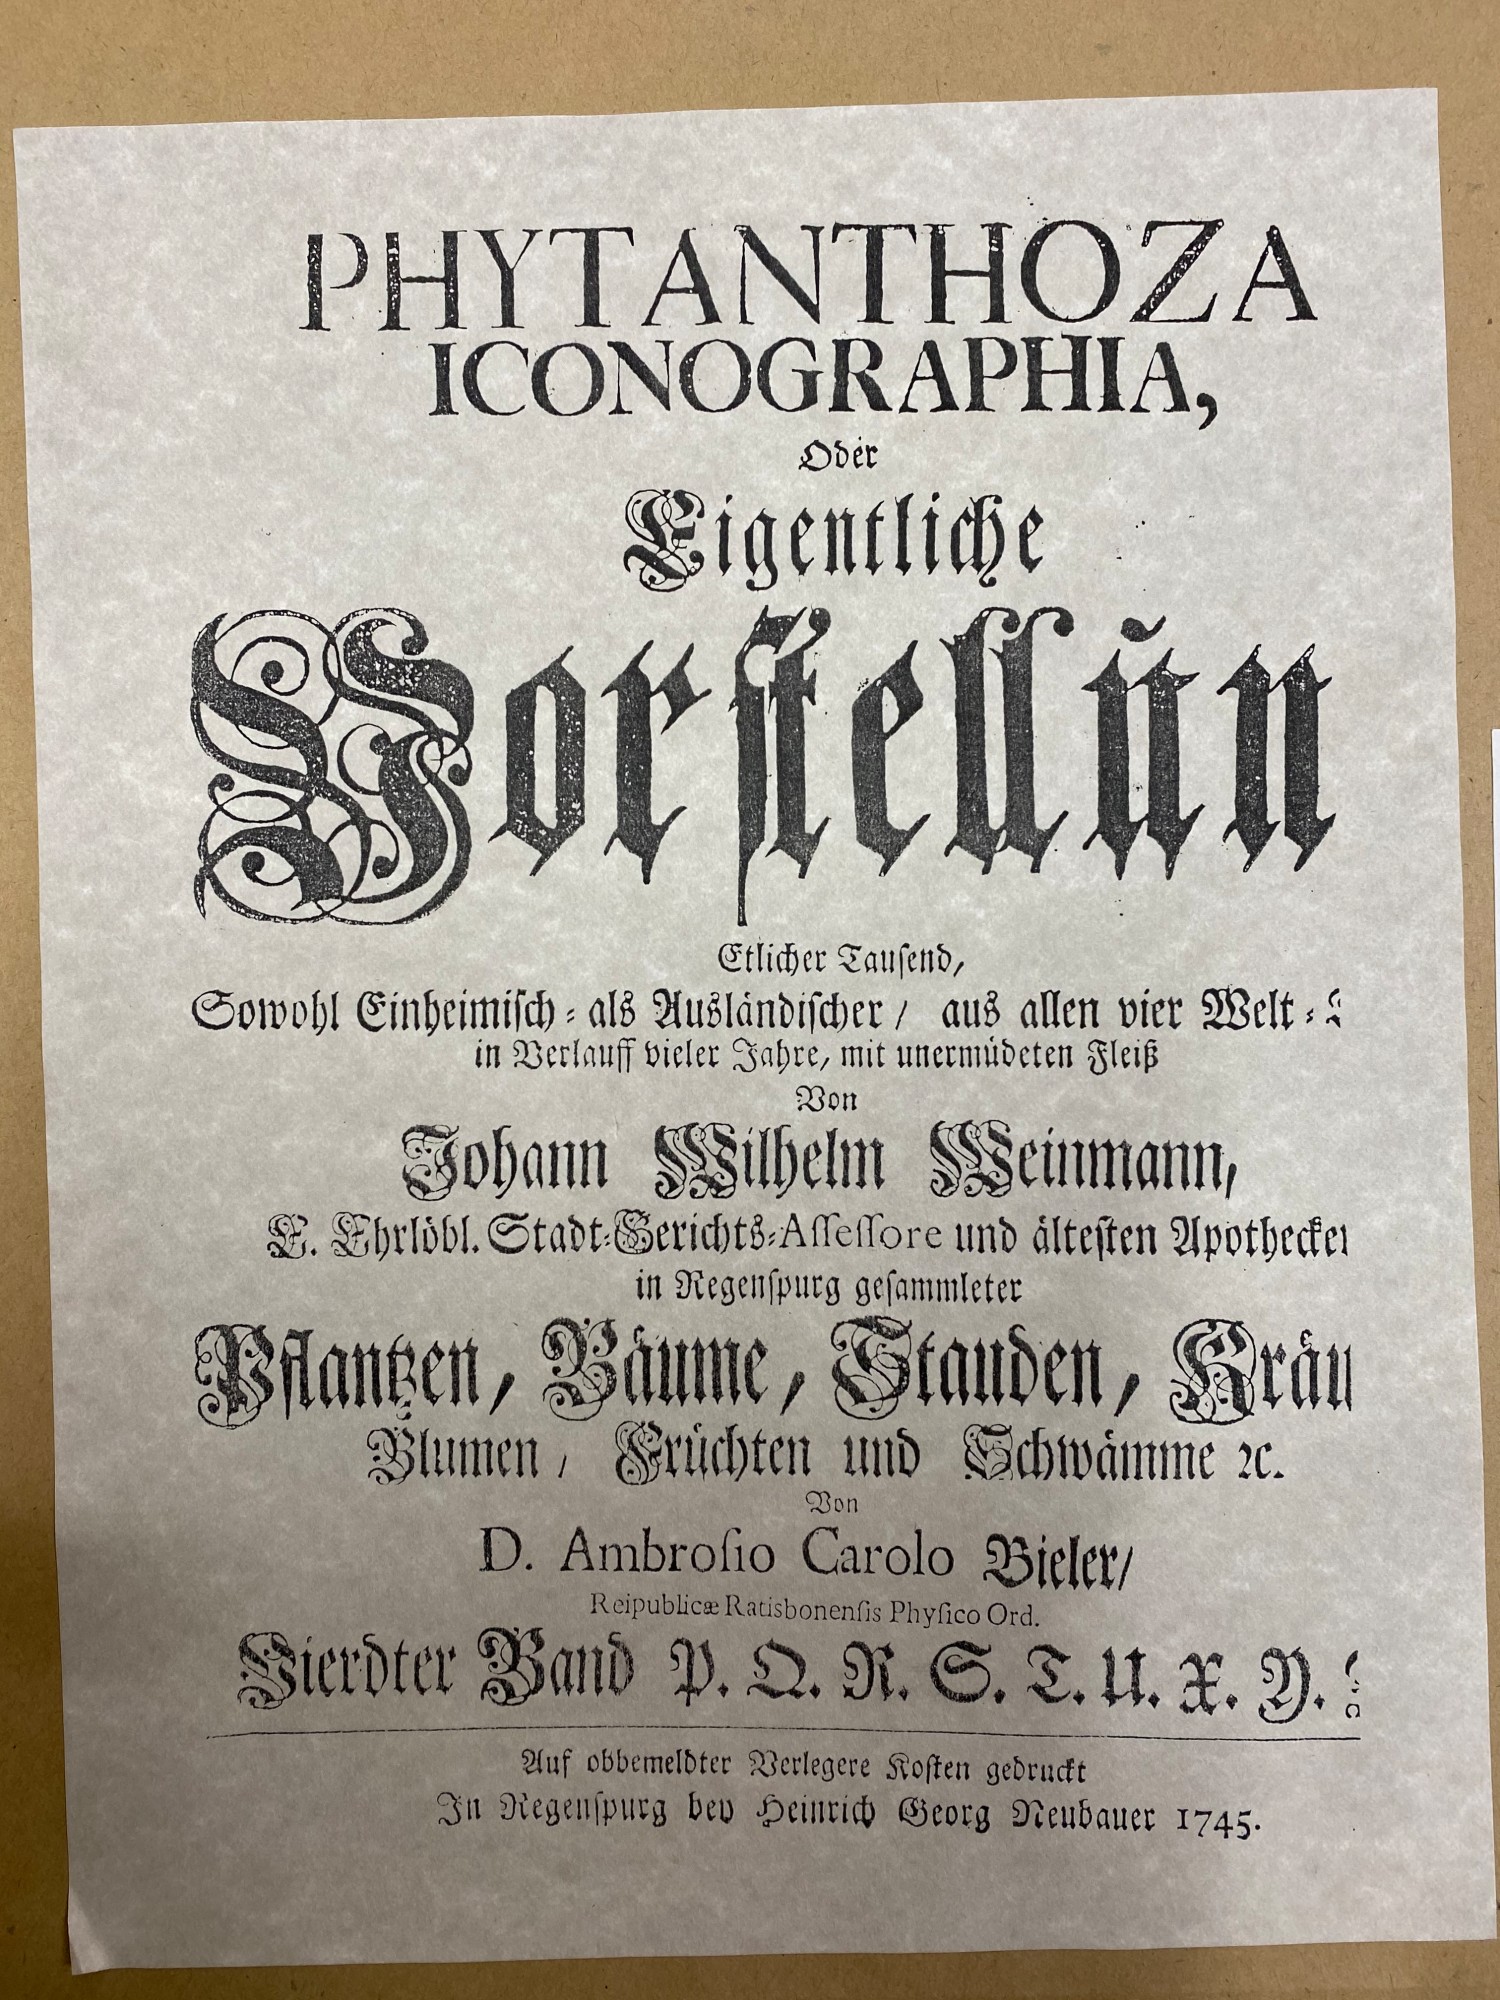 PHYTANTHOZA
ICONOGRAPHIA,
Oder
Eigentliche
Vorstellun
Etlicher Tausend,
Sowohl Einheimisch- als Ausländischer / aus allen vier Welt-
in Verlauff vieler Jahre, mit unermüdeten Fleiß
Von
Johann Wilhelm Weinmann,
E. Ehrlöbl. Stadt-Gerichts-Assessore und ältesten Apothecker
in Regenspurg gesammleter
Pflantzen, Bäume, Stauden, Kräu
Blumen, Früchten und Schwämme ꝛc.
Von
D. Ambrosio Carolo Bieler/
Reipublicæ Ratisbonensis Physico Ord.
Vierdter Band P. Q. R. S. T. U. X. Y.
Auf obbemeldter Verlegere Kosten gedruckt
In Regenspurg bey Heinrich Georg Neubauer 1745.